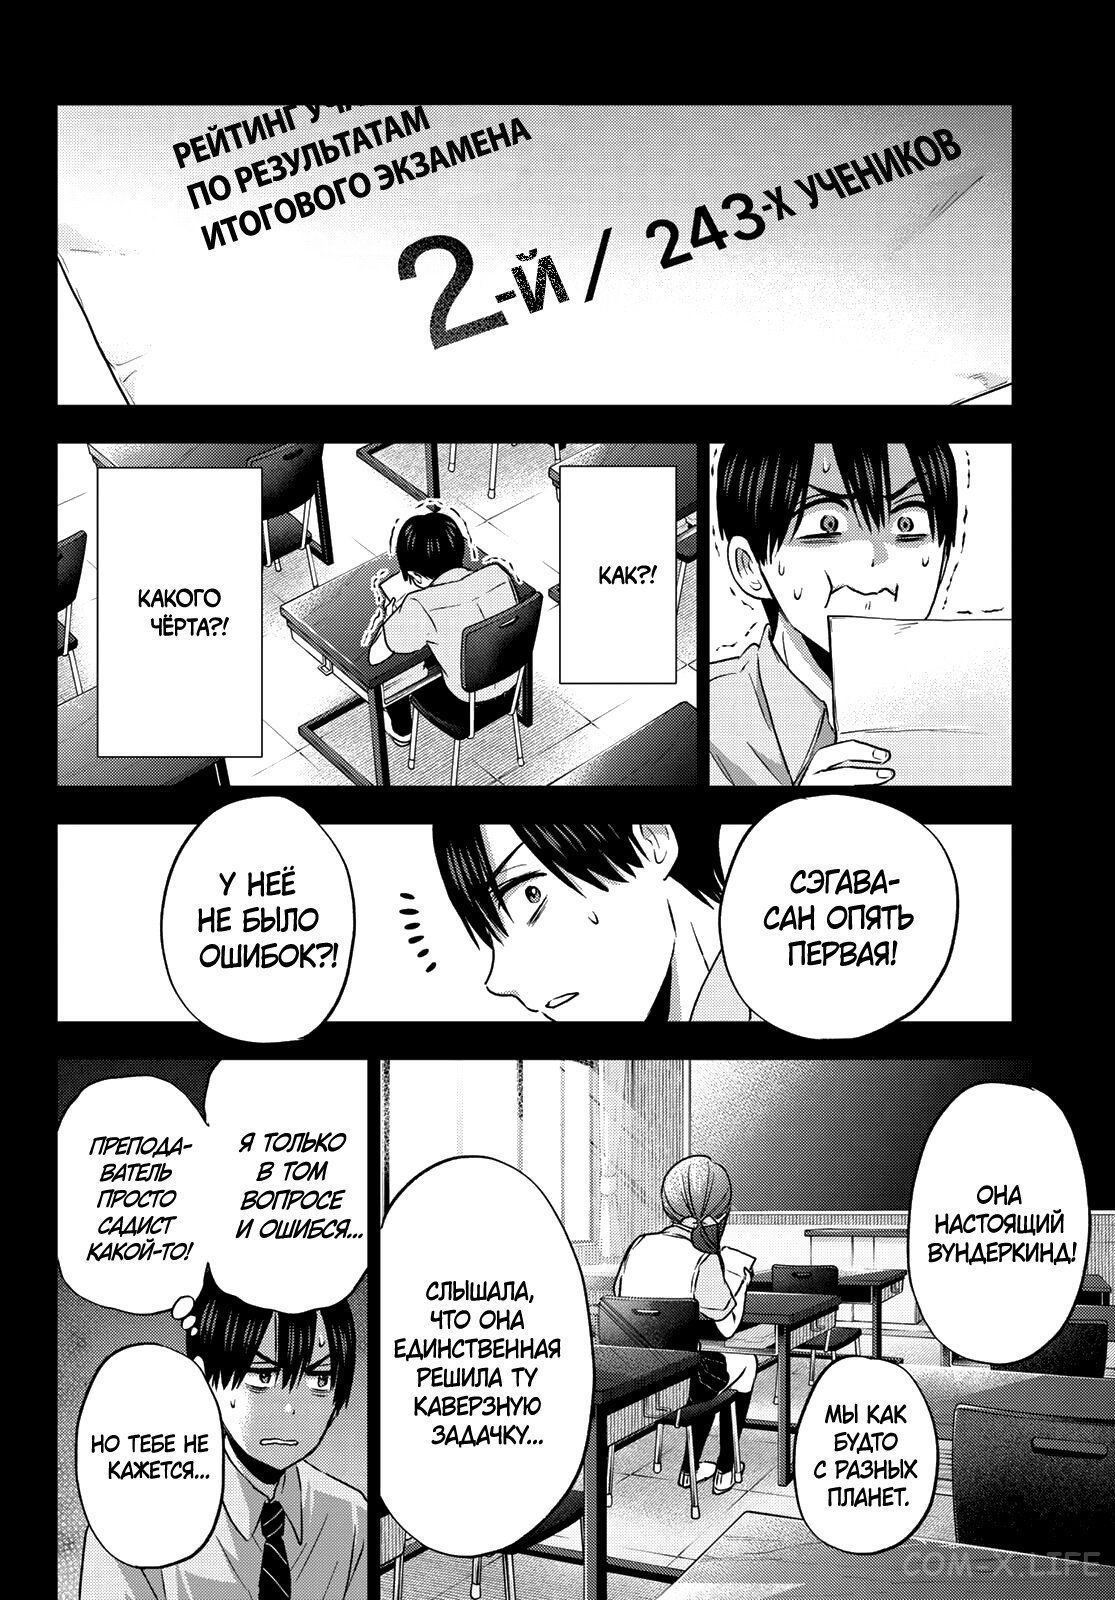 РЕЙТИНГ
ПО РЕЗУЛЬТАТАМ
ИТОГОВОГО ЭКЗАМЕНА
2-Й / 243-Х УЧЕНИКОВ
КАК?!
КАКОГО
ЧЁРТА?!
СЭГАВА-
САН ОПЯТЬ
ПЕРВАЯ!
У НЕЁ
НЕ БЫЛО
ОШИБОК?!
ОНА
НАСТОЯЩИЙ
ВУНДЕРКИНД!
МЫ КАК
БУДТО
С РАЗНЫХ
ПЛАНЕТ.
СЛЫШАЛА,
ЧТО ОНА
ЕДИНСТВЕННАЯ
РЕШИЛА ТУ
КАВЕРЗНУЮ
ЗАДАЧКУ...
Я ТОЛЬКО
В ТОМ
ВОПРОСЕ
И ОШИБСЯ...
ПРЕПОДА-
ВАТЕЛЬ
ПРОСТО
САДИСТ
КАКОЙ-ТО!
НО ТЕБЕ НЕ
КАЖЕТСЯ...
COM-X.LIFE